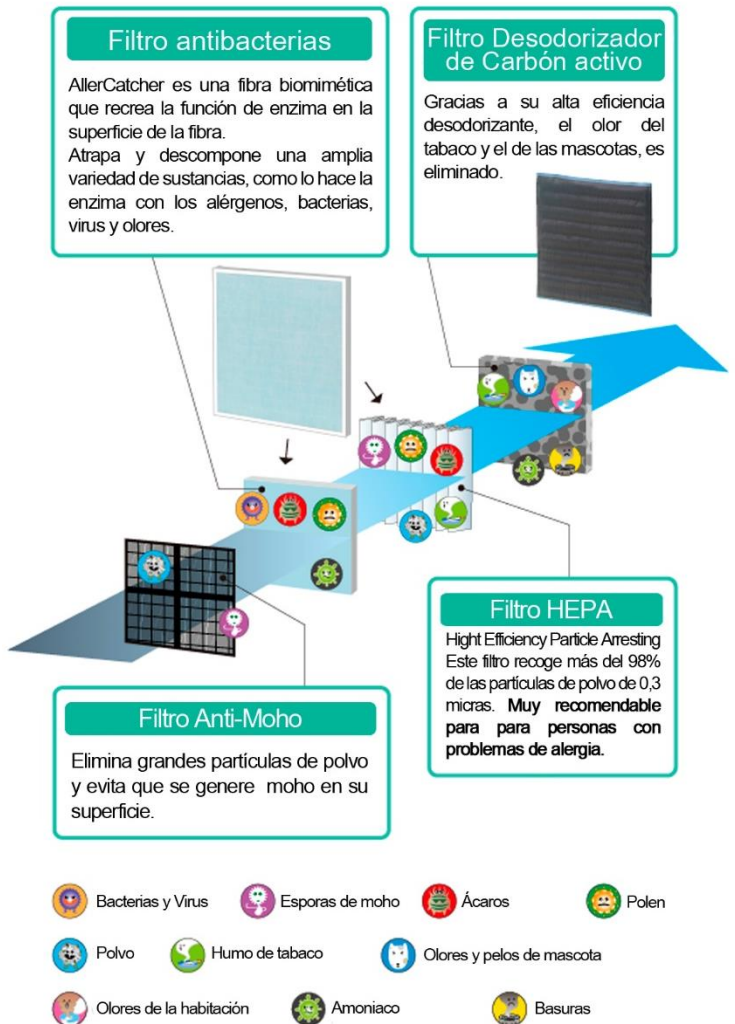 Filtro antibacterias
AllerCatcher es una fibra biomimética
que recrea la función de enzima en la
superficie de la fibra.
Atrapa y descompone una amplia
variedad de sustancias, como lo hace la
enzima con los alérgenos, bacterias,
virus y olores.
Filtro Desodorizador
de Carbón activo
Gracias a su alta eficiencia
desodorizante, el olor del
tabaco y el de las mascotas, es
eliminado.
Filtro HEPA
Hight Efficiency Particle Arresting
Este filtro recoge más del 98%
de las partículas de polvo de 0,3
micras. Muy recomendable
para para personas con
problemas de alergia.
Filtro Anti-Moho
Elimina grandes partículas de polvo
y evita que se genere moho en su
superficie.
Bacterias y Virus
Esporas de moho
Ácaros
Polen
Polvo
Humo de tabaco
Olores y pelos de mascota
Olores de la habitación
Amoniaco
Basuras